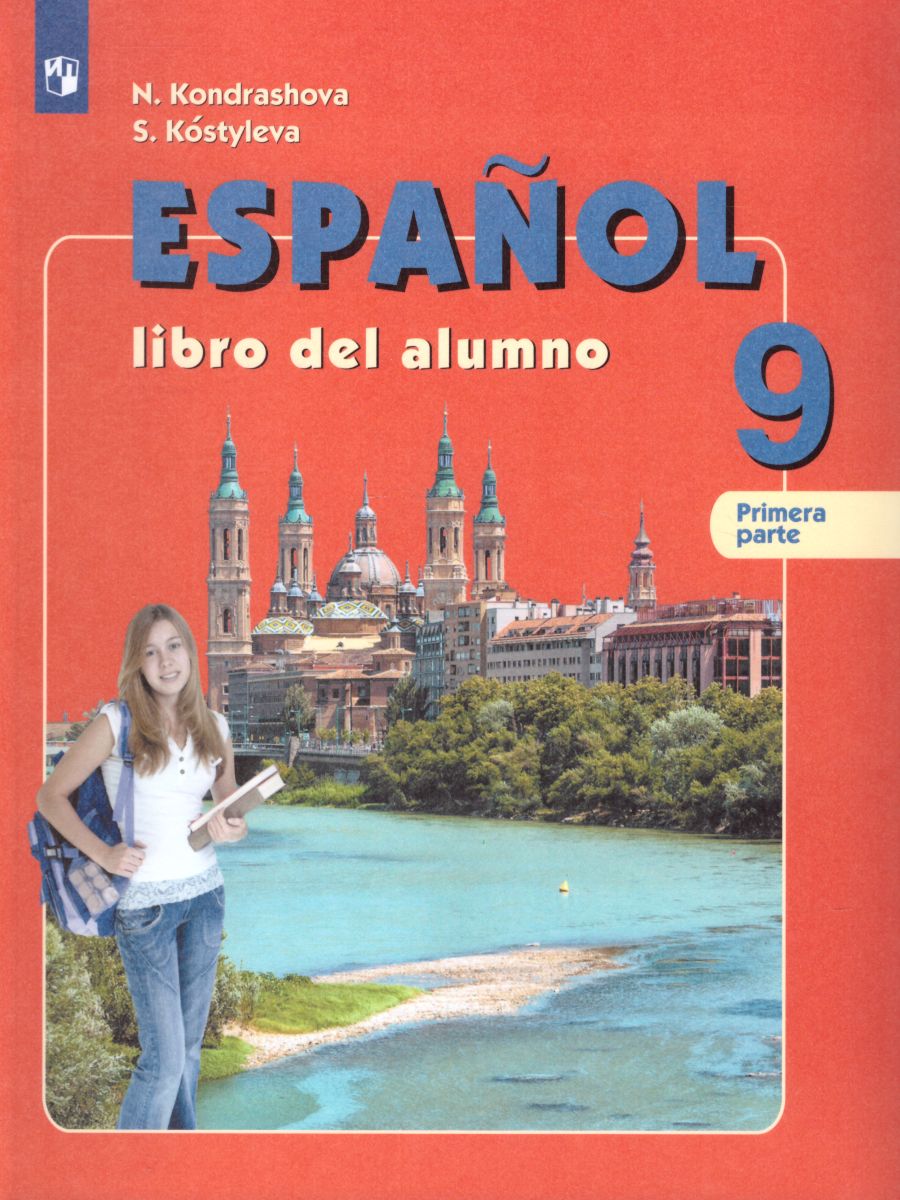 N. Kondrashova
S. Kóstyleva
ESPAÑOL
libro del alumno
9
Primera
parte